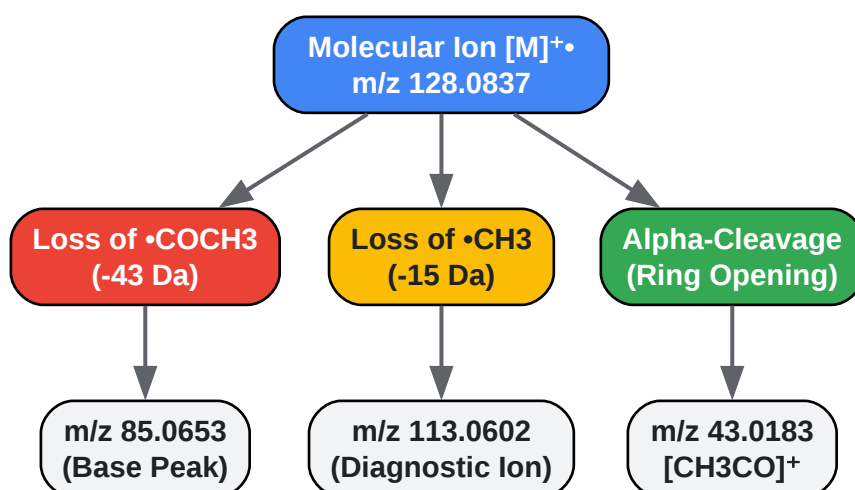 Molecular Ion [M]⁺•
m/z 128.0837
Loss of •COCH3
(-43 Da)
Loss of •CH3
(-15 Da)
Alpha-Cleavage
(Ring Opening)
m/z 85.0653
(Base Peak)
m/z 113.0602
(Diagnostic Ion)
m/z 43.0183
[CH3CO]⁺